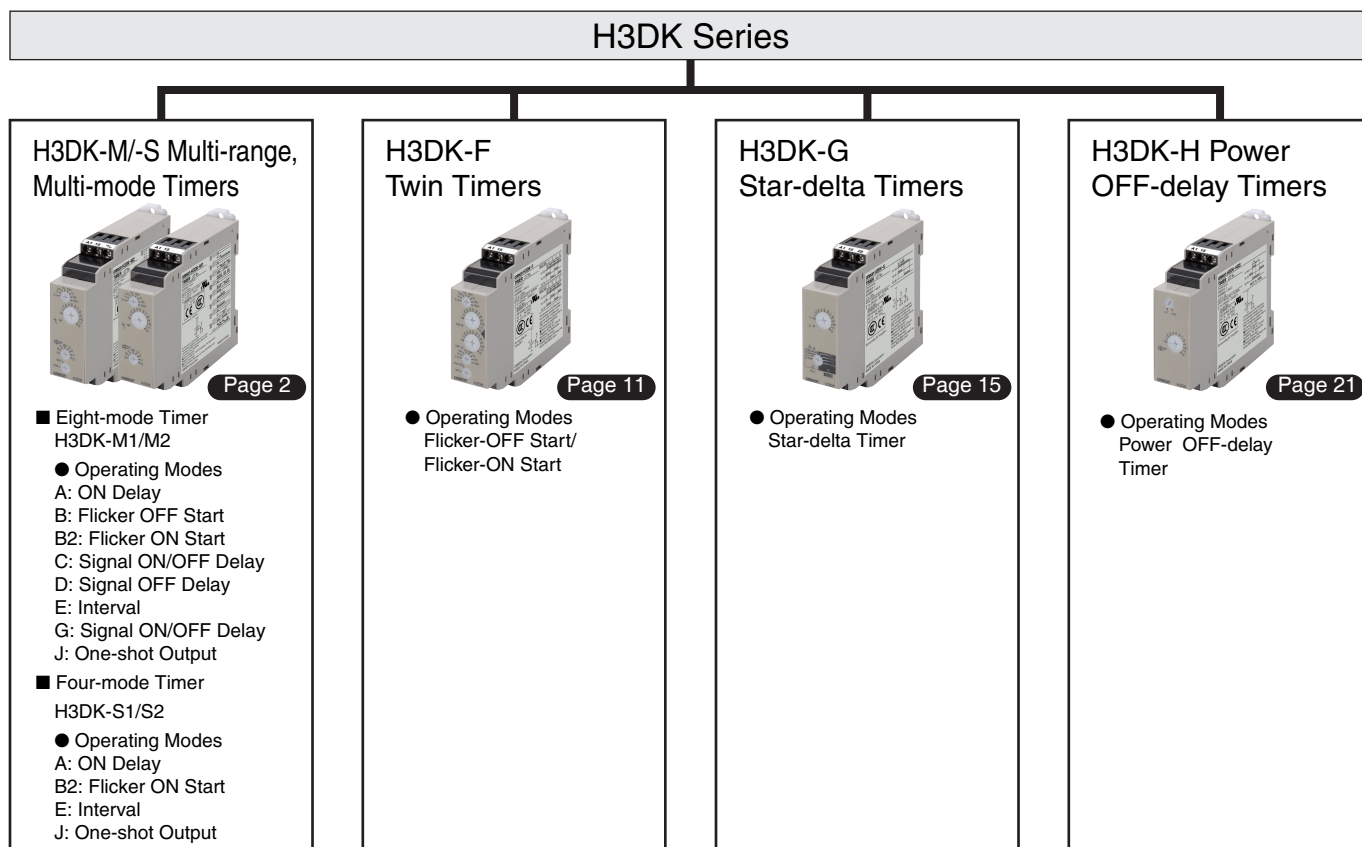 H3DK Series
H3DK-M/-S Multi-range,
Multi-mode Timers
Page 2
■ Eight-mode Timer
H3DK-M1/M2
● Operating Modes
A: ON Delay
B: Flicker OFF Start
B2: Flicker ON Start
C: Signal ON/OFF Delay
D: Signal OFF Delay
E: Interval
G: Signal ON/OFF Delay
J: One-shot Output
■ Four-mode Timer
H3DK-S1/S2
● Operating Modes
A: ON Delay
B2: Flicker ON Start
E: Interval
J: One-shot Output
H3DK-F
Twin Timers
Page 11
● Operating Modes
Flicker-OFF Start/
Flicker-ON Start
H3DK-G
Star-delta Timers
Page 15
● Operating Modes
Star-delta Timer
H3DK-H Power
OFF-delay Timers
Page 21
● Operating Modes
Power OFF-delay
Timer